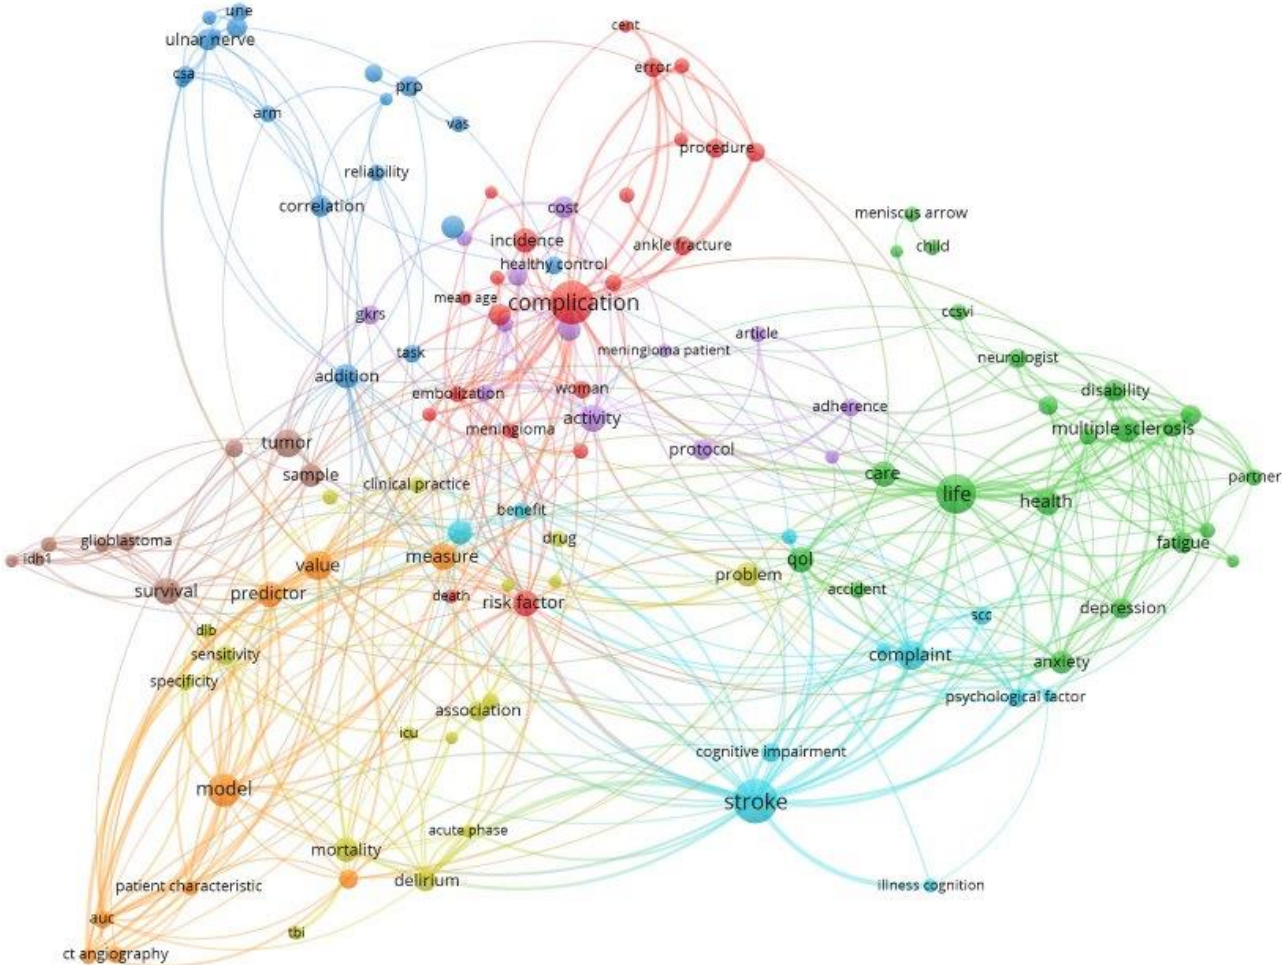 une
ulnar nerve
cent
error
csa
prp
arm
vas
procedure
reliability
correlation
cost
meniscus arrow
incidence
ankle fracture
child
healthy control
mean age
complication
gkrs
ccsvi
article
task
meningioma patient
neurologist
addition
embolization
woman
disability
activity
adherence
meningioma
multiple sclerosis
tumor
protocol
sample
clinical practice
care
partner
life
health
benefit
glioblastoma
drug
fatigue
idh1
value
measure
qol
problem
survival
predictor
death
risk factor
accident
depression
scc
dlb
sensitivity
complaint
anxiety
specificity
psychological factor
association
icu
cognitive impairment
model
stroke
acute phase
mortality
delirium
patient characteristic
illness cognition
auc
tbi
ct angiography